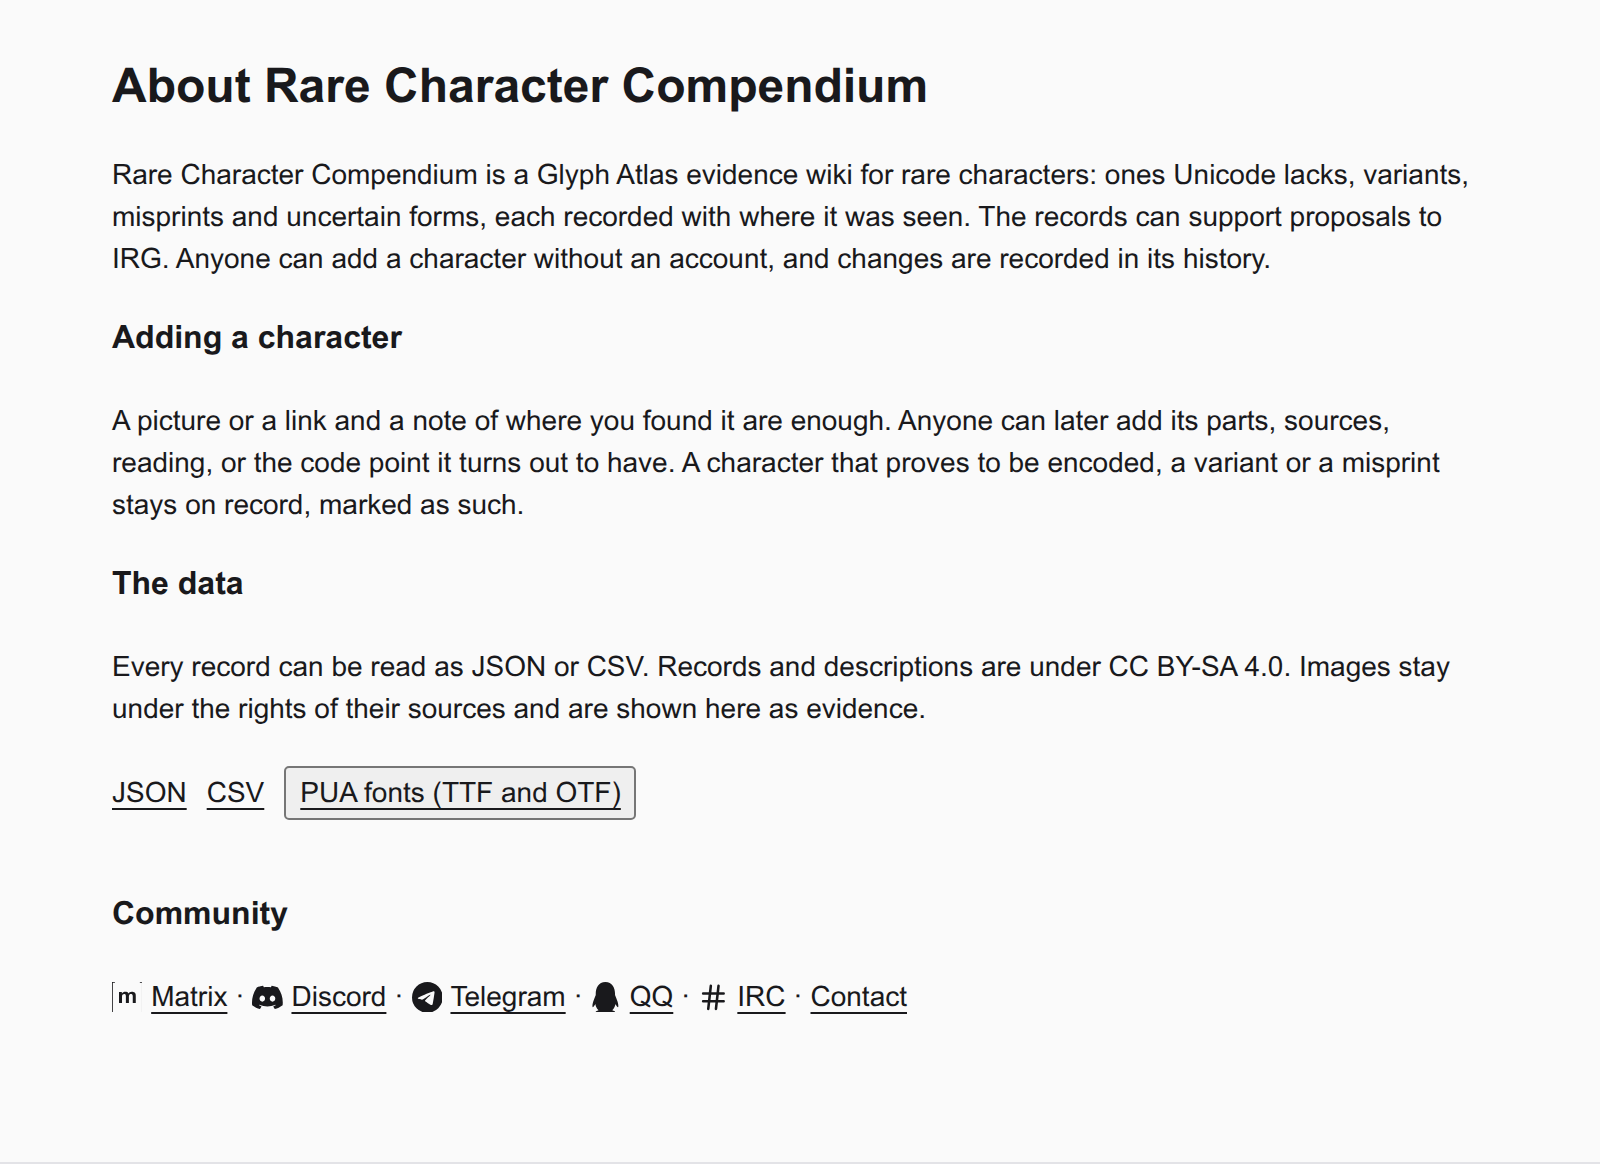 About Rare Character Compendium
Rare Character Compendium is a Glyph Atlas evidence wiki for rare characters: ones Unicode lacks, variants,
misprints and uncertain forms, each recorded with where it was seen. The records can support proposals to
IRG. Anyone can add a character without an account, and changes are recorded in its history.
Adding a character
A picture or a link and a note of where you found it are enough. Anyone can later add its parts, sources,
reading, or the code point it turns out to have. A character that proves to be encoded, a variant or a misprint
stays on record, marked as such.
The data
Every record can be read as JSON or CSV. Records and descriptions are under CC BY-SA 4.0. Images stay
under the rights of their sources and are shown here as evidence.
JSON CSV PUA fonts (TTF and OTF)
Community
[m] Matrix · Discord · Telegram · QQ · # IRC · Contact